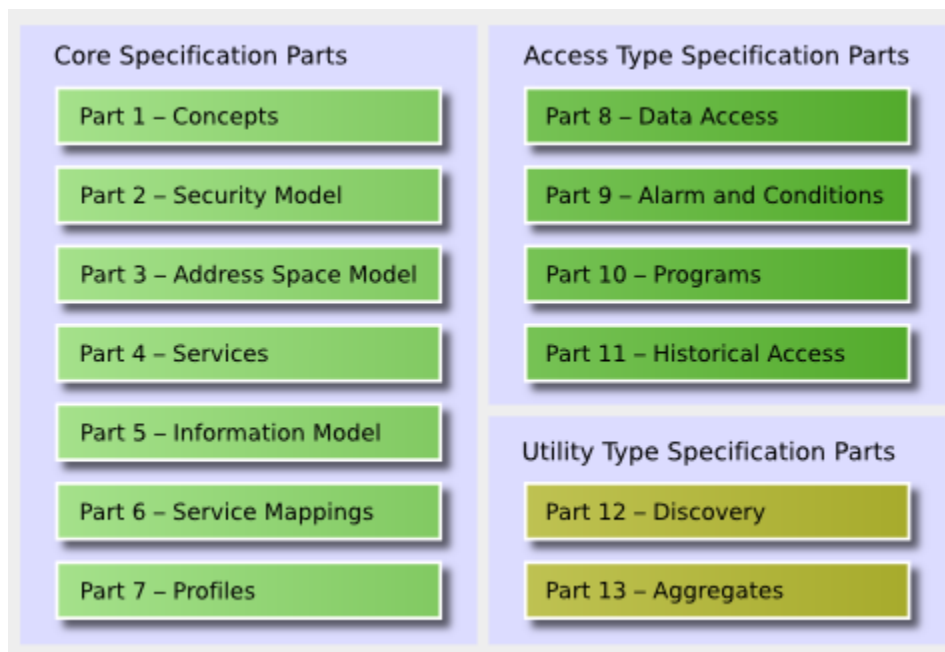 Core Specification Parts
Part 1 – Concepts
Part 2 – Security Model
Part 3 – Address Space Model
Part 4 – Services
Part 5 – Information Model
Part 6 – Service Mappings
Part 7 – Profiles
Access Type Specification Parts
Part 8 – Data Access
Part 9 – Alarm and Conditions
Part 10 – Programs
Part 11 – Historical Access
Utility Type Specification Parts
Part 12 – Discovery
Part 13 – Aggregates